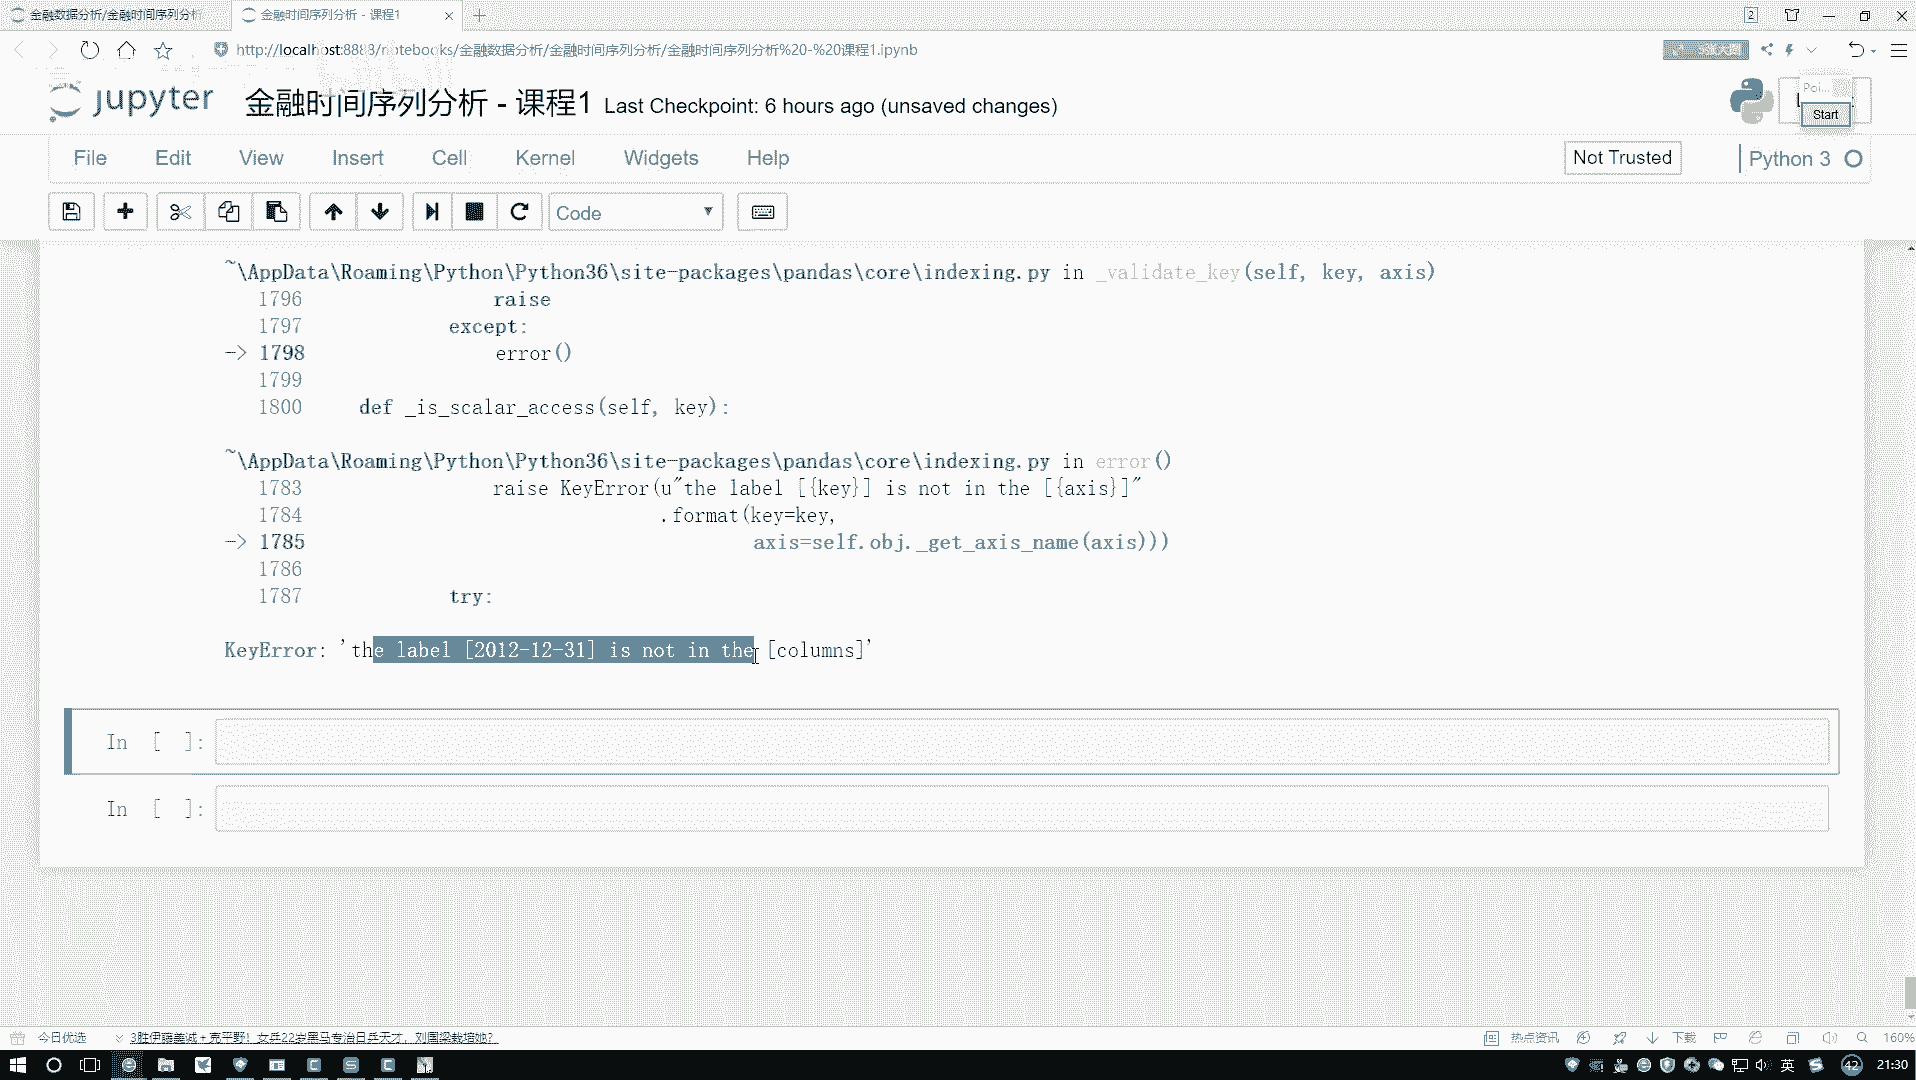 金融数据分析/金融时间序列分析
金融时间序列分析 - 课程1
2
http://localhost:8888/notebooks/金融数据分析/金融时间序列分析/金融时间序列分析%20-%20课程1.ipynb
jupyter
金融时间序列分析 - 课程1 Last Checkpoint: 6 hours ago (unsaved changes)
Poi...
Start
File Edit View Insert Cell Kernel Widgets Help
Not Trusted
Python 3
Code
~\AppData\Roaming\Python\Python36\site-packages\pandas\core\indexing.py in _validate_key(self, key, axis)
1796 raise
1797 except:
-> 1798 error()
1799
1800 def _is_scalar_access(self, key):
~\AppData\Roaming\Python\Python36\site-packages\pandas\core\indexing.py in error()
1783 raise KeyError(u"the label [{key}] is not in the [{axis}]"
1784 .format(key=key,
-> 1785 axis=self.obj._get_axis_name(axis)))
1786
1787 try:
KeyError: 'the label [2012-12-31] is not in the [columns]'
In [ ]:
In [ ]:
今日优选
3胜伊藤美诚+克平野！女乒22岁黑马专治日乒天才，刘国梁栽培她？
热点资讯
下载
160%
英
42
21:30